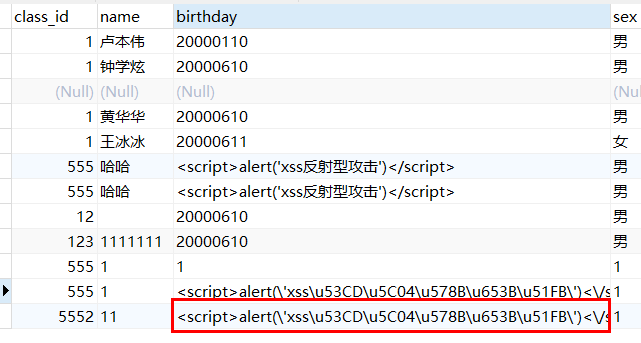 class_id name birthday sex
1 卢本伟 20000110 男
1 钟学炫 20000610 男
(Null) (Null) (Null) (Nu
1 黄华华 20000610 男
1 王冰冰 20000611 女
555 哈哈 <script>alert('xss反射型攻击')</script> 男
555 哈哈 <script>alert('xss反射型攻击')</script> 男
12 20000610 男
123 1111111 20000610 男
555 1 1 1
555 1 <script>alert(\'xss\u53CD\u5C04\u578B\u653B\u51FB\')<\/s 1
5552 11 <script>alert(\'xss\u53CD\u5C04\u578B\u653B\u51FB\')<\/s 1